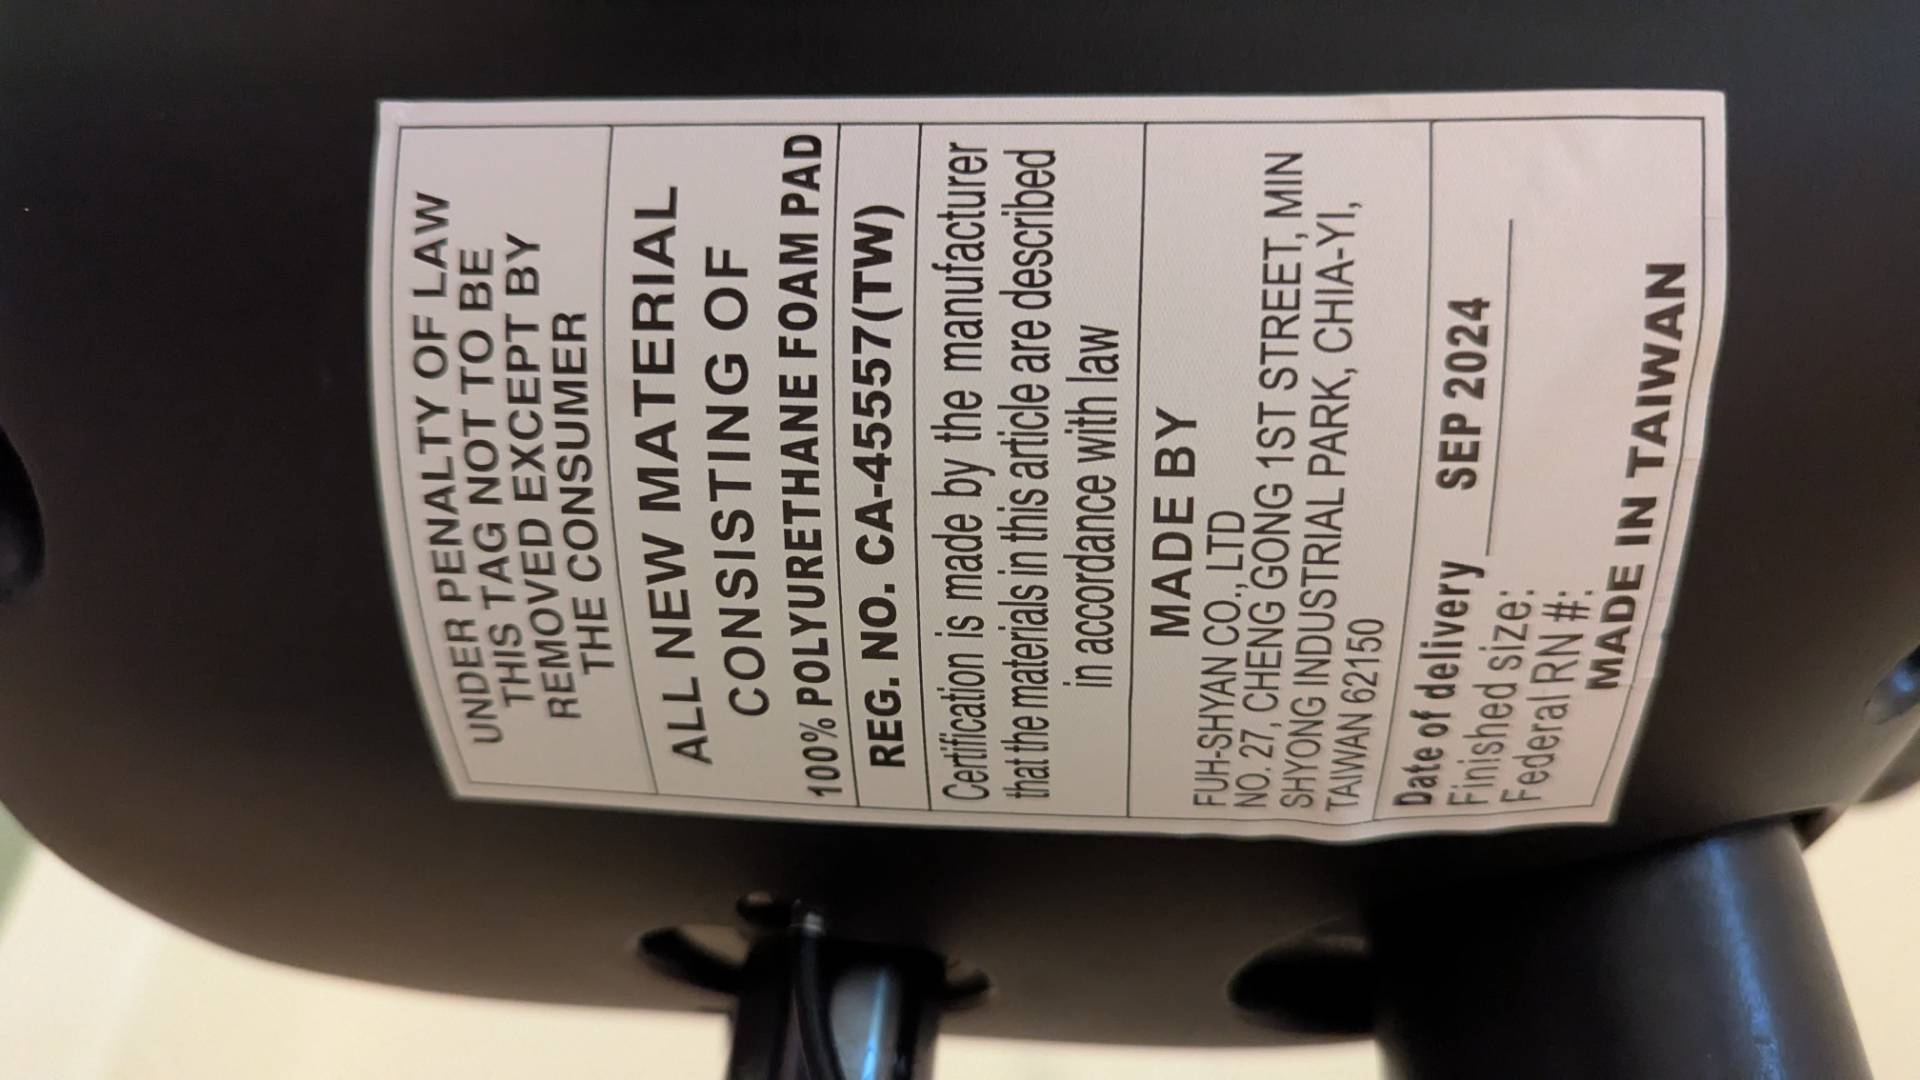 UNDER PENALTY OF LAW
THIS TAG NOT TO BE
REMOVED EXCEPT BY
THE CONSUMER
ALL NEW MATERIAL
CONSISTING OF
100% POLYURETHANE FOAM PAD
REG. NO. CA-45557(TW)
Certification is made by the manufacturer
that the materials in this article are described
in accordance with law
MADE BY
FUH-SHYAN CO., LTD
NO. 27, CHENG GONG 1ST STREET, MIN
SHYONG INDUSTRIAL PARK, CHIA-YI,
TAIWAN 62150
Date of delivery SEP 2024
Finished size:
Federal RN #:
MADE IN TAIWAN